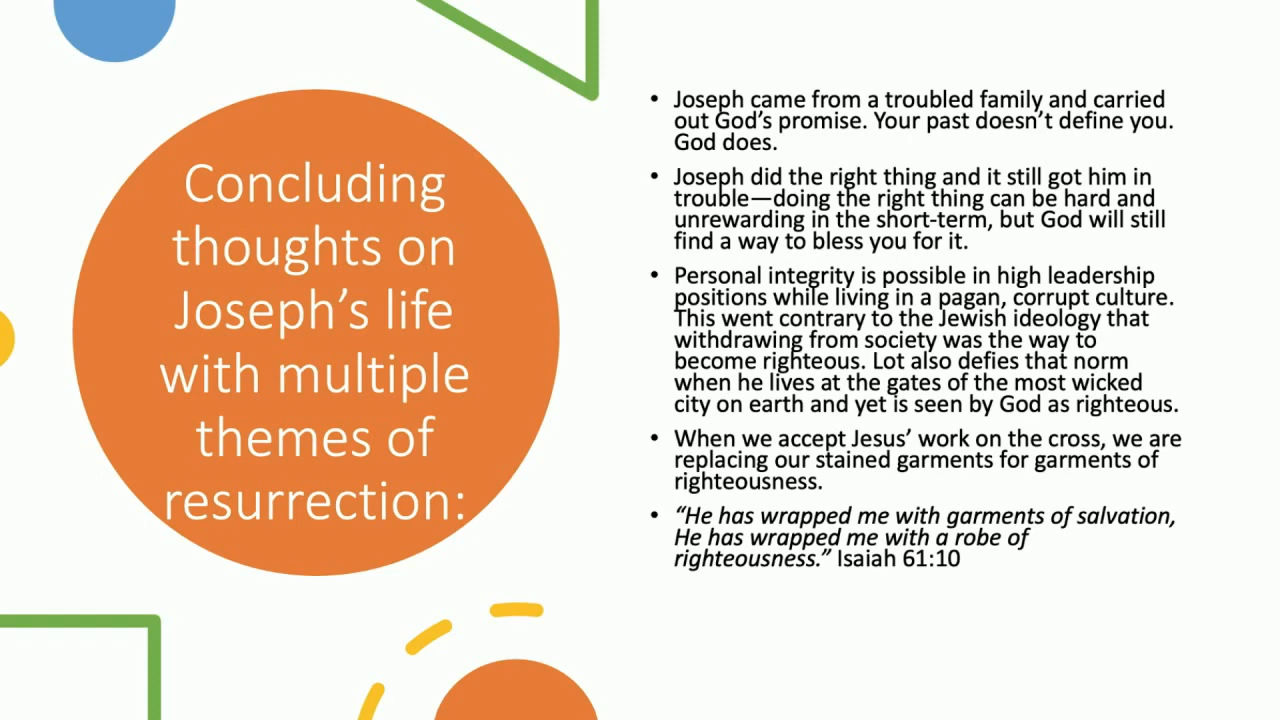 Concluding
thoughts on
Joseph’s life
with multiple
themes of
resurrection:
• Joseph came from a troubled family and carried
out God’s promise. Your past doesn’t define you.
God does.
• Joseph did the right thing and it still got him in
trouble—doing the right thing can be hard and
unrewarding in the short-term, but God will still
find a way to bless you for it.
• Personal integrity is possible in high leadership
positions while living in a pagan, corrupt culture.
This went contrary to the Jewish ideology that
withdrawing from society was the way to
become righteous. Lot also defies that norm
when he lives at the gates of the most wicked
city on earth and yet is seen by God as righteous.
• When we accept Jesus’ work on the cross, we are
replacing our stained garments for garments of
righteousness.
• “He has wrapped me with garments of salvation,
He has wrapped me with a robe of
righteousness.” Isaiah 61:10